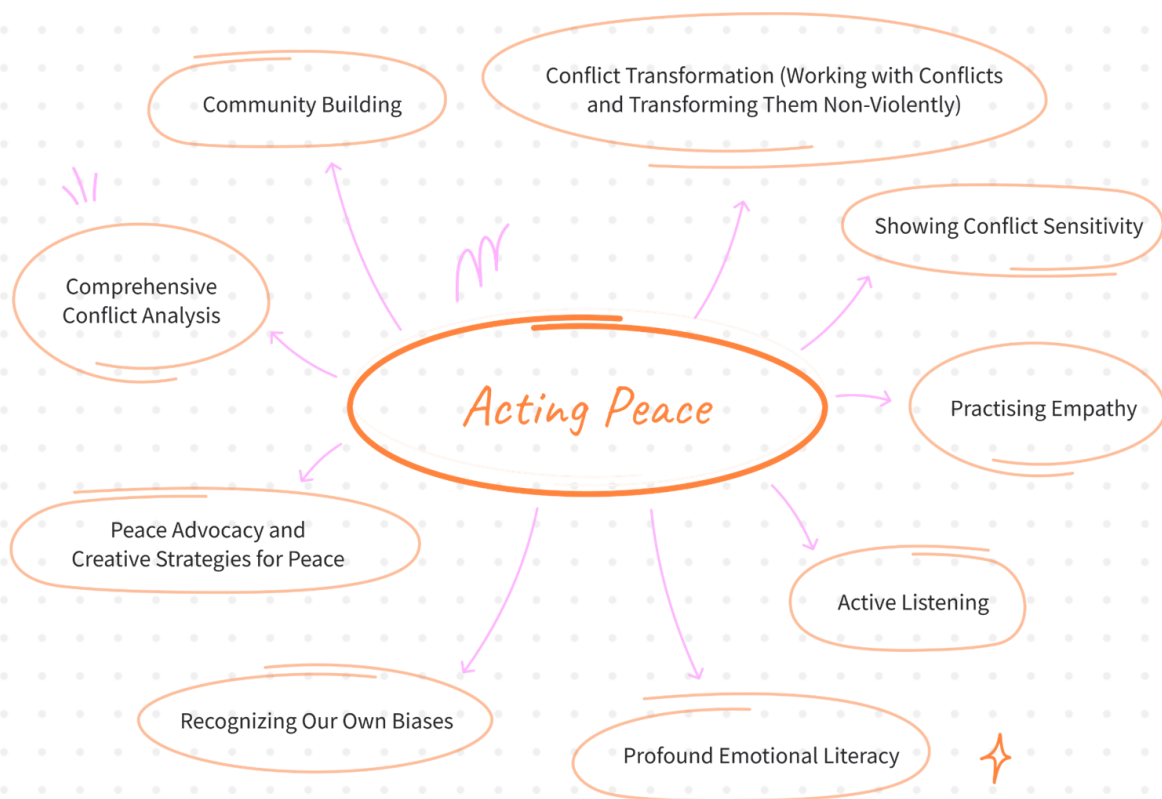 Community Building
Conflict Transformation (Working with Conflicts
and Transforming Them Non-Violently)
Showing Conflict Sensitivity
Comprehensive
Conflict Analysis
Acting Peace
Practising Empathy
Peace Advocacy and
Creative Strategies for Peace
Active Listening
Recognizing Our Own Biases
Profound Emotional Literacy